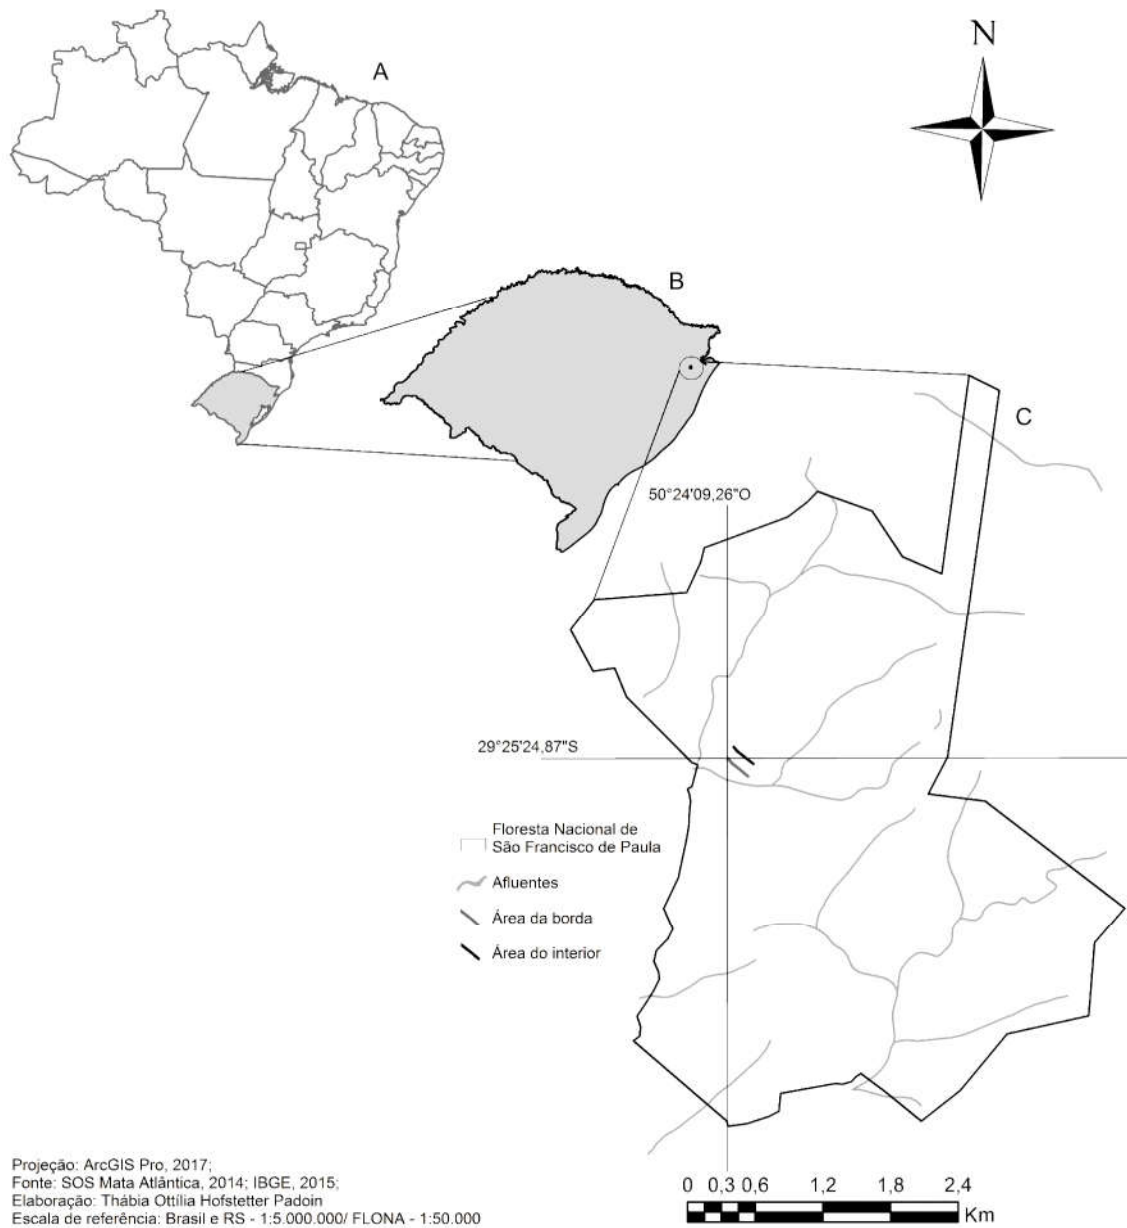 A
N
B
C
50°24'09,26"O
29°25'24,87"S
Floresta Nacional de
São Francisco de Paula
Afluentes
Área da borda
Área do interior
Projeção: ArcGIS Pro, 2017;
Fonte: SOS Mata Atlântica, 2014; IBGE, 2015;
Elaboração: Thábia Ottília Hofstetter Padoin
Escala de referência: Brasil e RS - 1:5.000.000/ FLONA - 1:50.000
0 0,3 0,6 1,2 1,8 2,4
Km